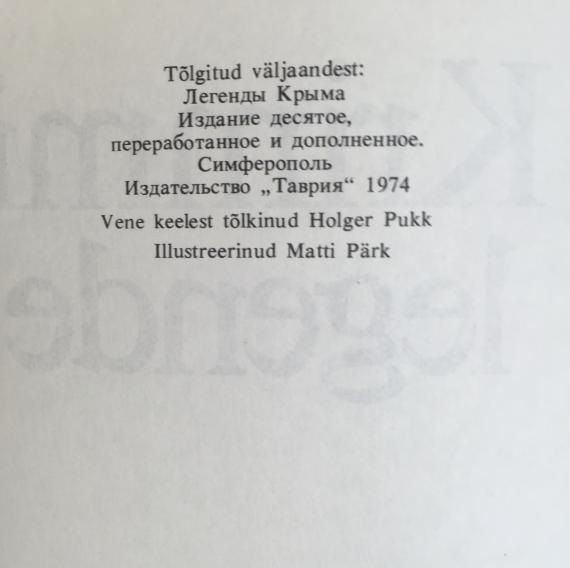 Tõlgitud väljaandest:
Легенды Крыма
Издание десятое,
переработанное и дополненное.
Симферополь
Издательство „Таврия“ 1974
Vene keelest tõlkinud Holger Pukk
Illustreerinud Matti Pärk